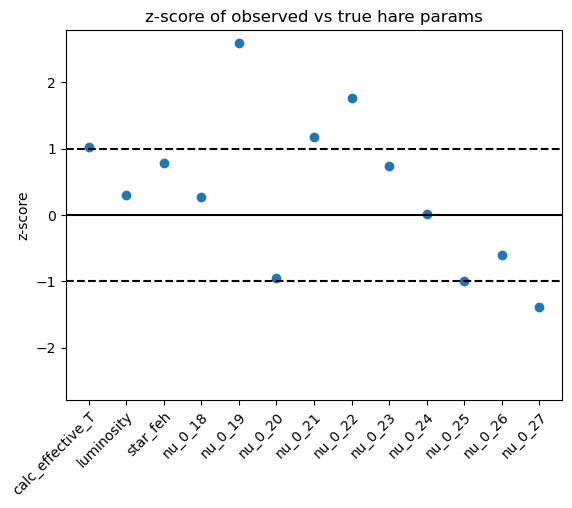 z-score of observed vs true hare params
z-score
2
1
0
−1
−2
calc_effective_T
luminosity
star_feh
nu_0_18
nu_0_19
nu_0_20
nu_0_21
nu_0_22
nu_0_23
nu_0_24
nu_0_25
nu_0_26
nu_0_27